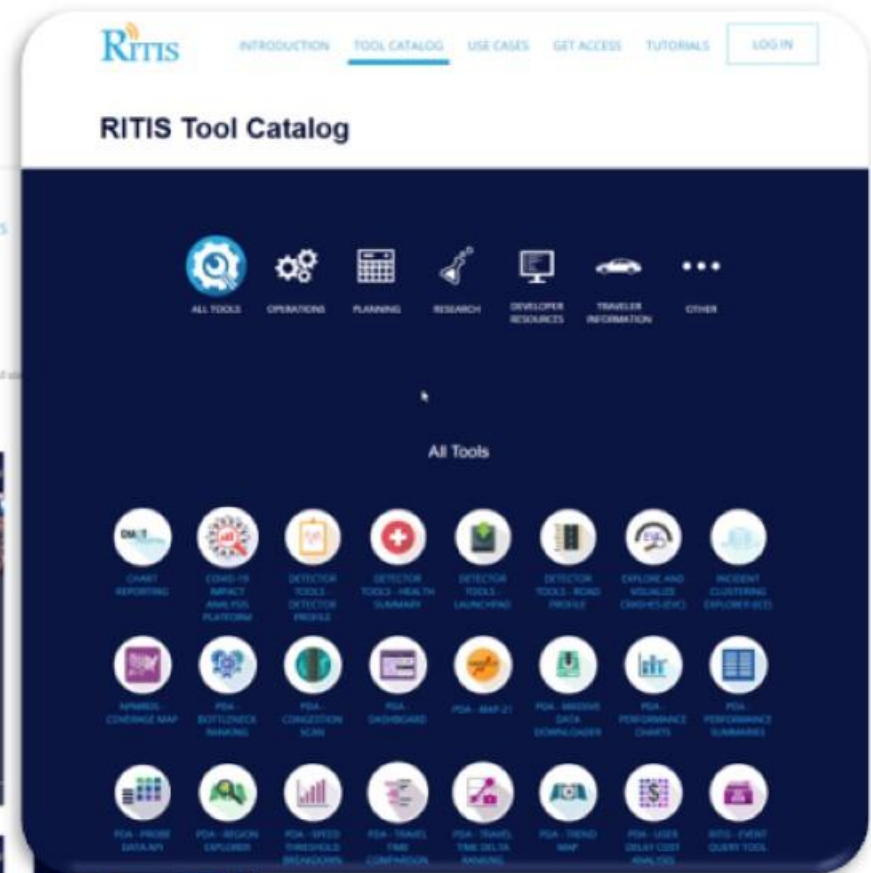 RITIS
INTRODUCTION TOOL CATALOG USE CASES GET ACCESS TUTORIALS LOG IN
RITIS Tool Catalog
ALL TOOLS OPERATIONS PLANNING RESEARCH DEVELOPER TRAVELER OTHER
RESOURCES INFORMATION
All Tools
CHART COVID-19 DETECTOR DETECTOR DETECTOR DETECTOR EXPLORE AND INCIDENT
REPORTING IMPACT TOOLS - TOOLS - HEALTH TOOLS - TOOLS - ROAD VISUALIZE CLUSTERING
ANALYSIS DETECTOR SUMMARY LAUNCHPAD PROFILE CRASHES (EVC) EXPLORER (ICE)
PLATFORM PROFILE
NPMRDS - PDA - PDA - PDA - PDA - MAP-21 PDA - MASSIVE PDA - PDA -
COVERAGE MAP BOTTLENECK CONGESTION DASHBOARD DATA PERFORMANCE PERFORMANCE
RANKING SCAN DOWNLOADER CHARTS SUMMARIES
PDA - PROBE PDA - REGION PDA - SPEED PDA - TRAVEL PDA - TRAVEL PDA - TREND PDA - USER RITIS - EVENT
DATA API EXPLORER THRESHOLD TIME TIME DELTA MAP DELAY COST QUERY TOOL
BREAKDOWN COMPARISON RANKING ANALYSIS